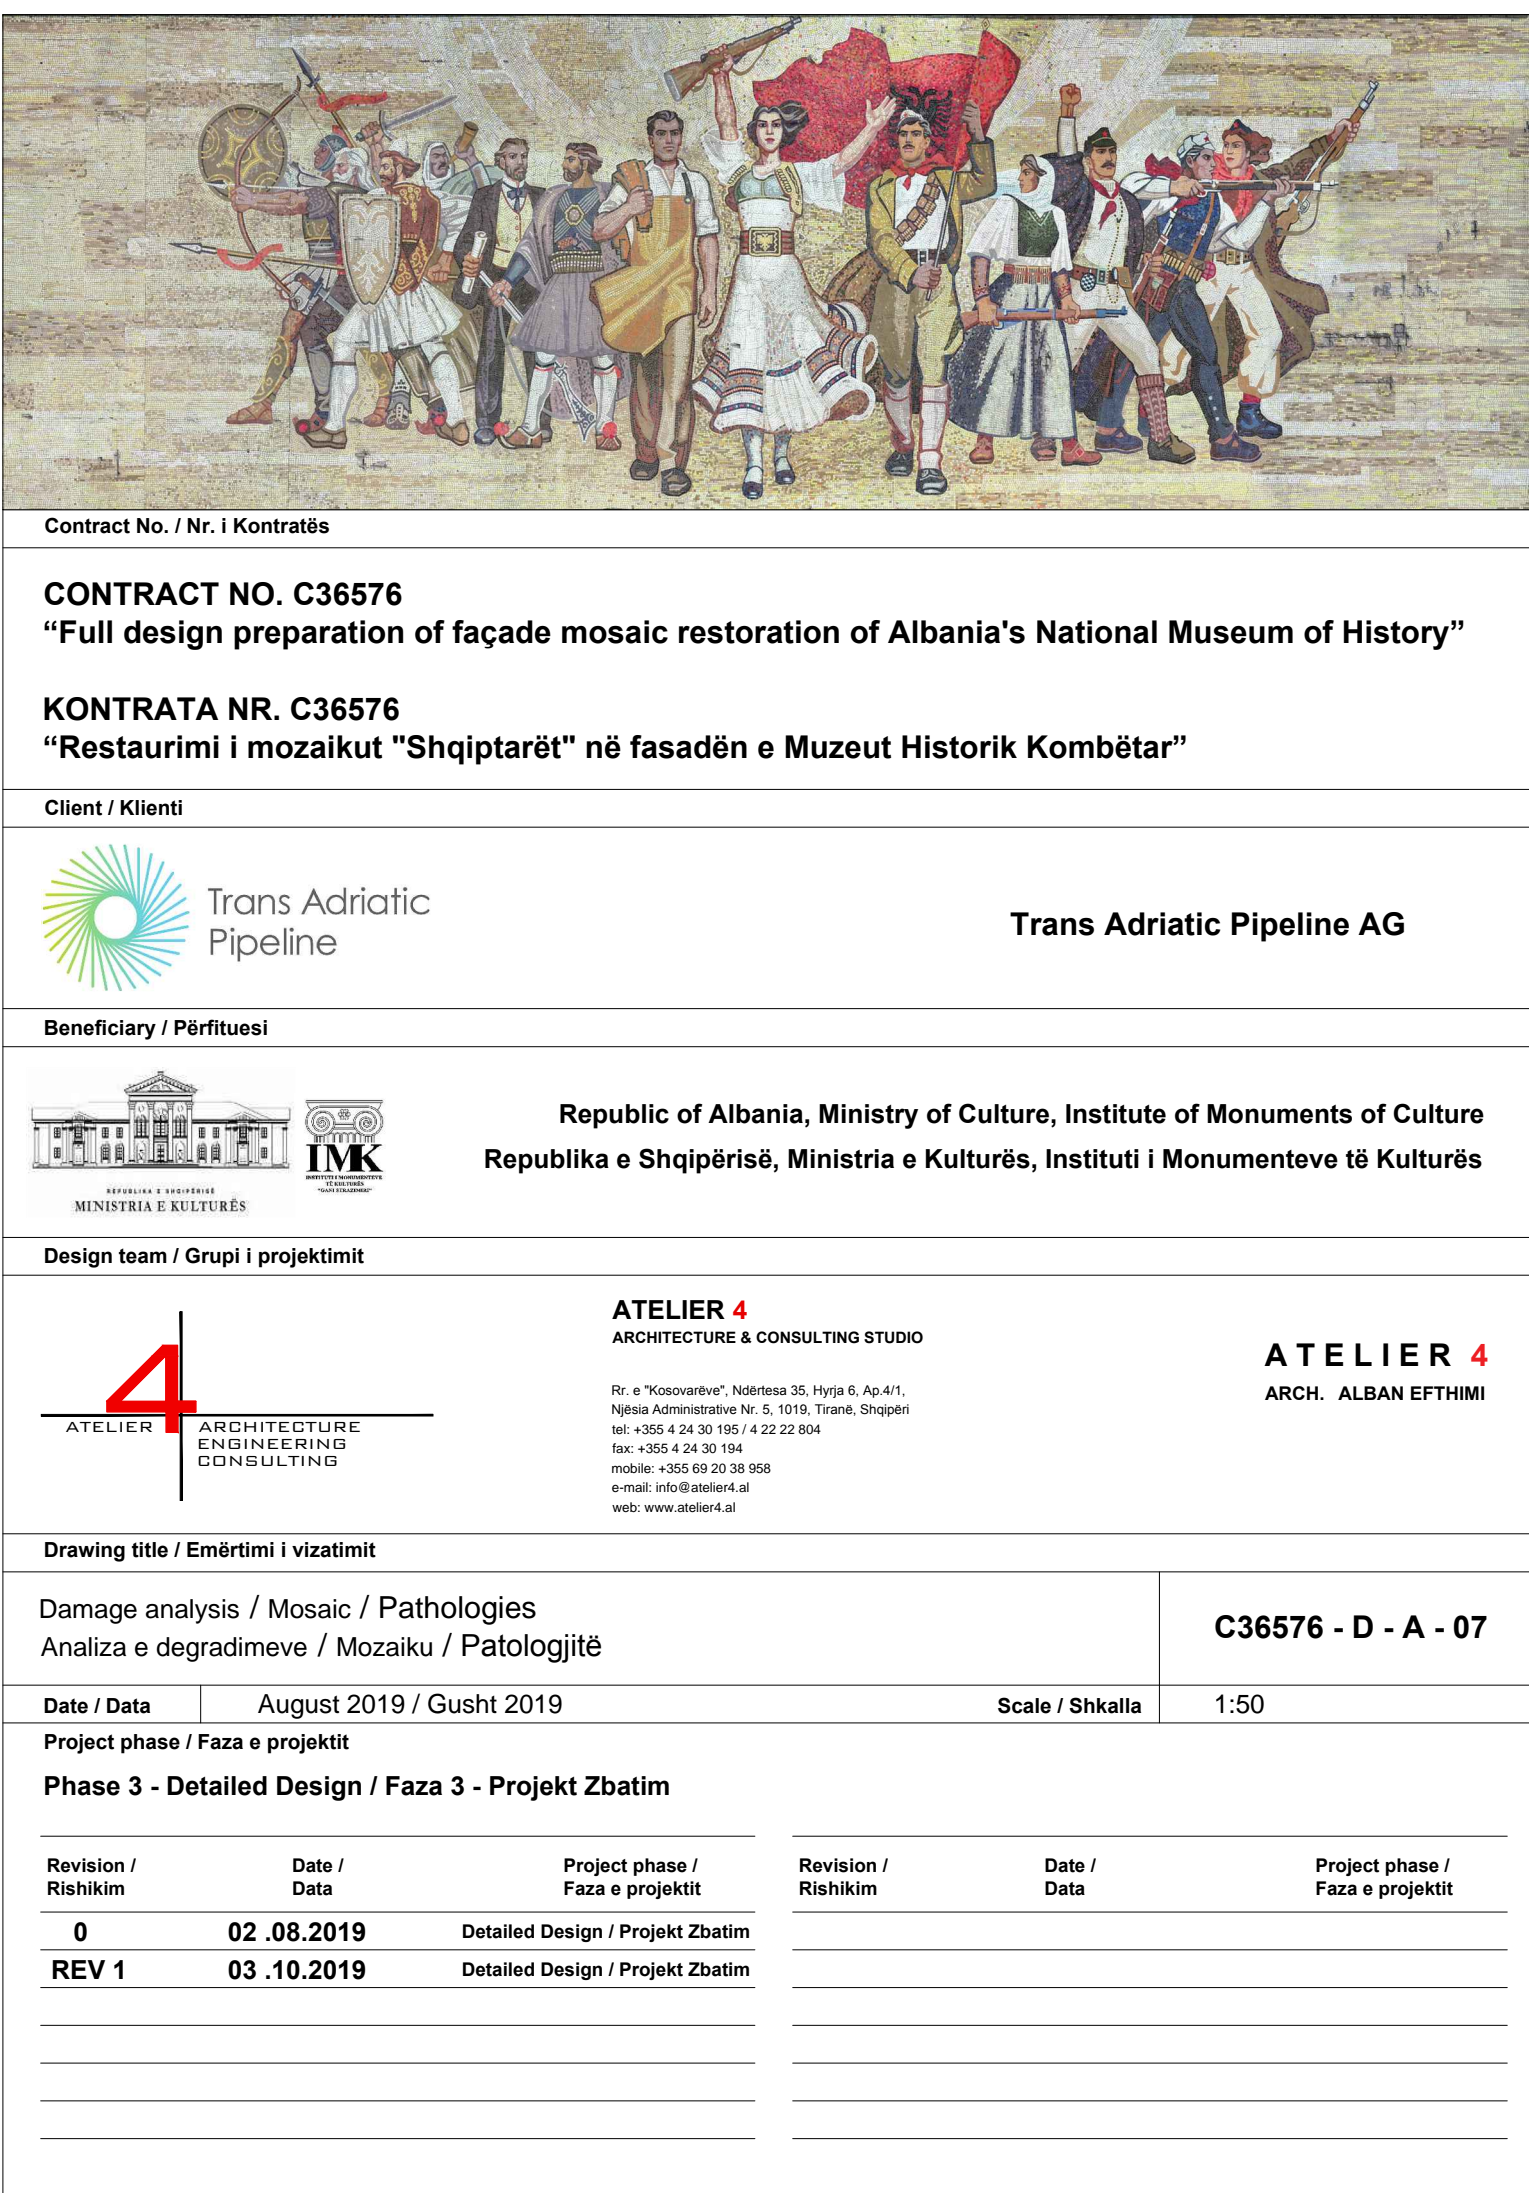 Contract No. / Nr. i Kontratës
CONTRACT NO. C36576
“Full design preparation of façade mosaic restoration of Albania's National Museum of History”
KONTRATA NR. C36576
“Restaurimi i mozaikut "Shqiptarët" në fasadën e Muzeut Historik Kombëtar”
Client / Klienti
Trans Adriatic
Pipeline
Trans Adriatic Pipeline AG
Beneficiary / Përfituesi
REPUBLIKA E SHQIPËRISË
MINISTRIA E KULTURËS
IMK
INSTITUTI I MONUMENTEVE
TË KULTURËS
"GANI STRAZIMIRI"
Republic of Albania, Ministry of Culture, Institute of Monuments of Culture
Republika e Shqipërisë, Ministria e Kulturës, Instituti i Monumenteve të Kulturës
Design team / Grupi i projektimit
4
ATELIER
ARCHITECTURE
ENGINEERING
CONSULTING
ATELIER 4
ARCHITECTURE & CONSULTING STUDIO
Rr. e "Kosovarëve", Ndërtesa 35, Hyrja 6, Ap.4/1,
Njësia Administrative Nr. 5, 1019, Tiranë, Shqipëri
tel: +355 4 24 30 195 / 4 22 22 804
fax: +355 4 24 30 194
mobile: +355 69 20 38 958
e-mail: info@atelier4.al
web: www.atelier4.al
ATELIER 4
ARCH. ALBAN EFTHIMI
Drawing title / Emërtimi i vizatimit
Damage analysis / Mosaic / Pathologies
Analiza e degradimeve / Mozaiku / Patologjitë
C36576 - D - A - 07
Date / Data
August 2019 / Gusht 2019
Scale / Shkalla
1:50
Project phase / Faza e projektit
Phase 3 - Detailed Design / Faza 3 - Projekt Zbatim
Revision / Date / Project phase /
Rishikim Data Faza e projektit
0 02 .08.2019 Detailed Design / Projekt Zbatim
REV 1 03 .10.2019 Detailed Design / Projekt Zbatim
Revision / Date / Project phase /
Rishikim Data Faza e projektit